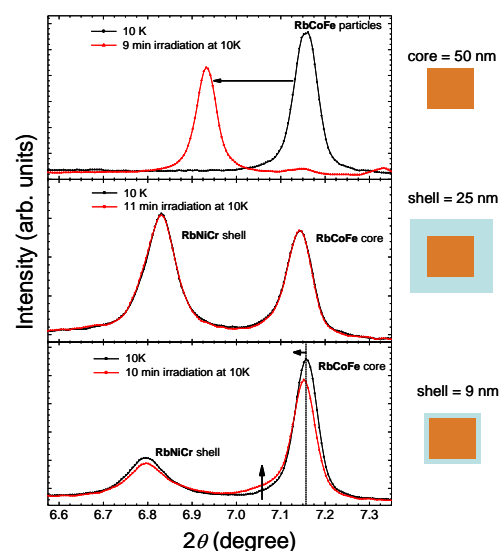 RbCoFe particles
10 K
9 min irradiation at 10K
core = 50 nm
10 K
11 min irradiation at 10K
RbNiCr shell
RbCoFe core
shell = 25 nm
10K
10 min irradiation at 10K
RbCoFe core
RbNiCr shell
shell = 9 nm
Intensity (arb. units)
6.6 6.7 6.8 6.9 7.0 7.1 7.2 7.3
2θ (degree)